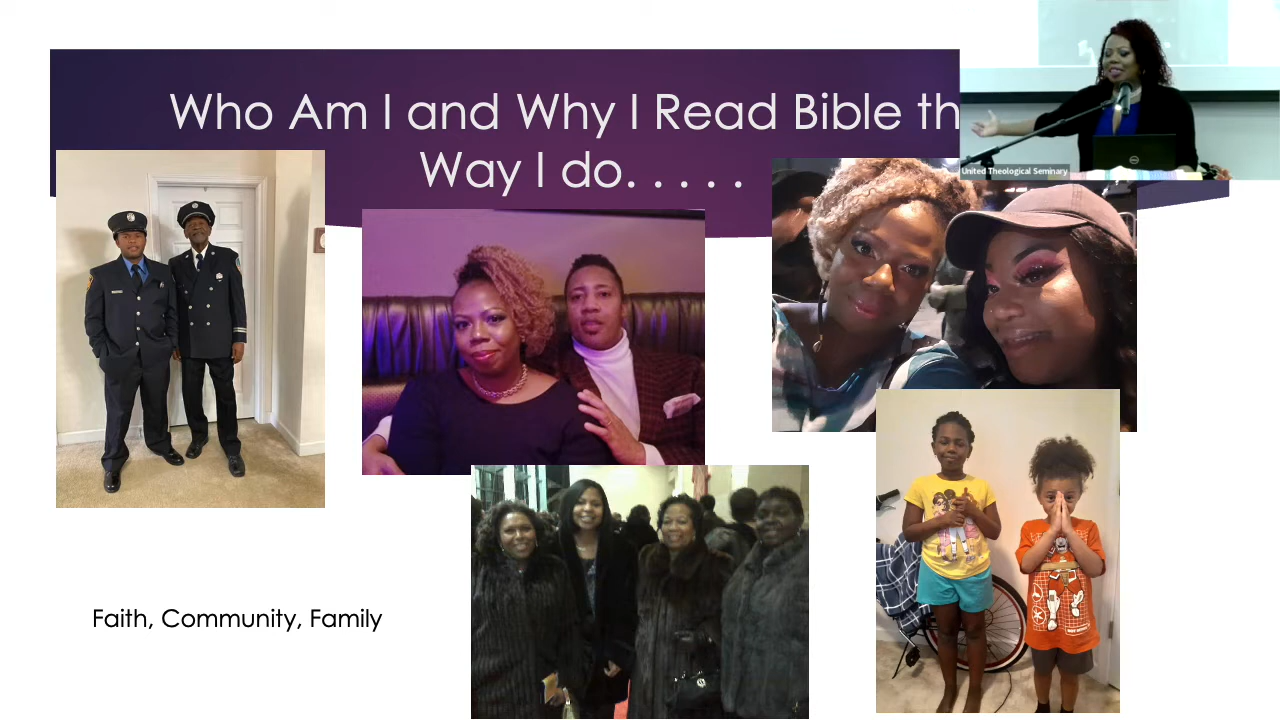 Who Am I and Why I Read Bible th
Way I do. . . . .
United Theological Seminary
Faith, Community, Family